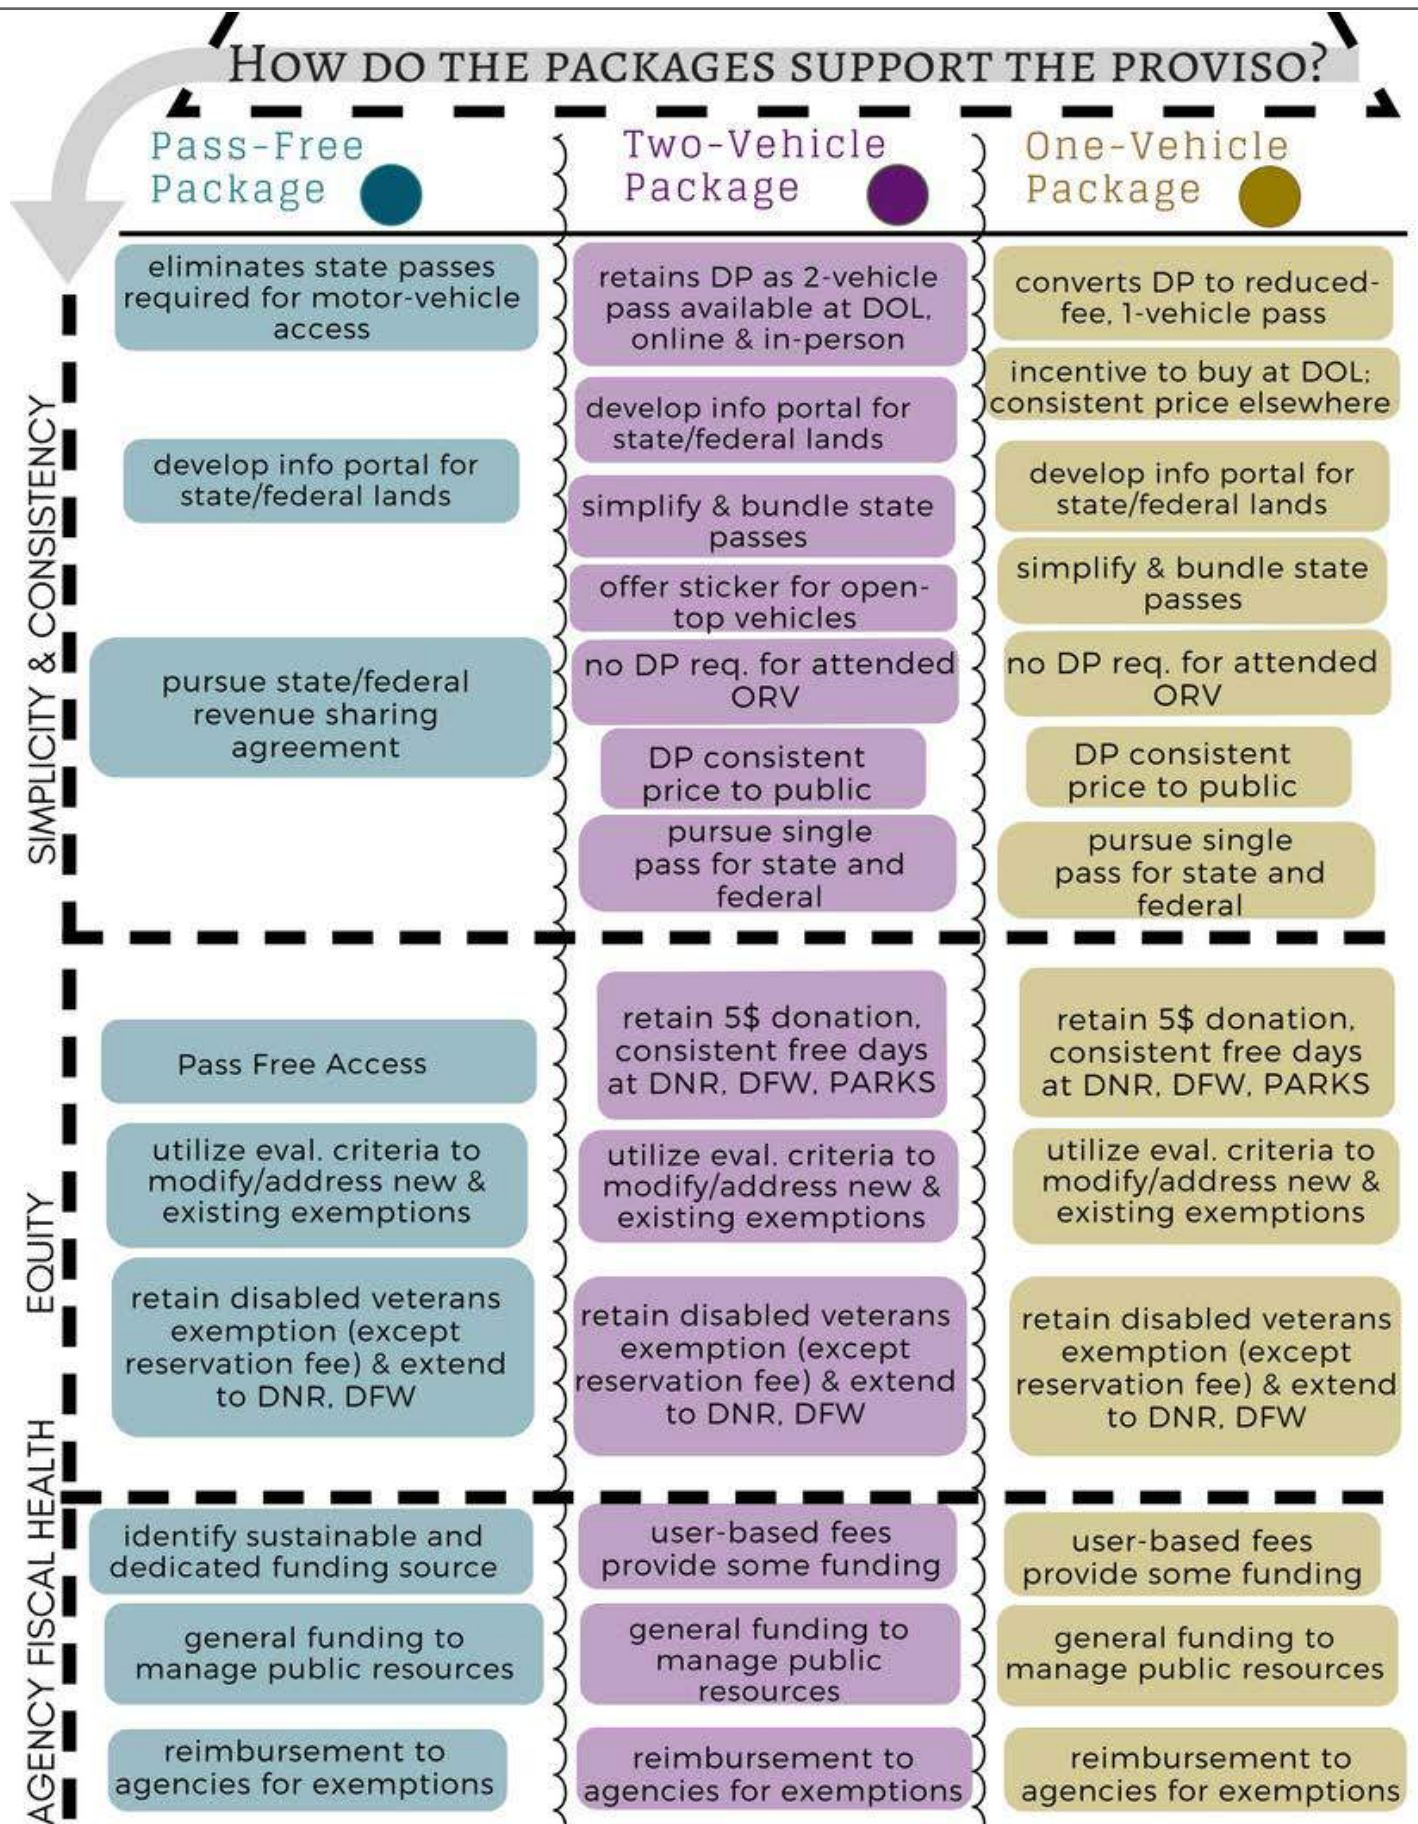 How do the packages support the proviso?
Pass-Free
Package
Two-Vehicle
Package
One-Vehicle
Package
SIMPLICITY & CONSISTENCY
eliminates state passes
required for motor-vehicle
access
develop info portal for
state/federal lands
pursue state/federal
revenue sharing
agreement
retains DP as 2-vehicle
pass available at DOL,
online & in-person
develop info portal for
state/federal lands
simplify & bundle state
passes
offer sticker for open-
top vehicles
no DP req. for attended
ORV
DP consistent
price to public
pursue single
pass for state and
federal
converts DP to reduced-
fee, 1-vehicle pass
incentive to buy at DOL;
consistent price elsewhere
develop info portal for
state/federal lands
simplify & bundle state
passes
no DP req. for attended
ORV
DP consistent
price to public
pursue single
pass for state and
federal
EQUITY
Pass Free Access
utilize eval. criteria to
modify/address new &
existing exemptions
retain disabled veterans
exemption (except
reservation fee) & extend
to DNR, DFW
retain 5$ donation,
consistent free days
at DNR, DFW, PARKS
utilize eval. criteria to
modify/address new &
existing exemptions
retain disabled veterans
exemption (except
reservation fee) & extend
to DNR, DFW
retain 5$ donation,
consistent free days
at DNR, DFW, PARKS
utilize eval. criteria to
modify/address new &
existing exemptions
retain disabled veterans
exemption (except
reservation fee) & extend
to DNR, DFW
AGENCY FISCAL HEALTH
identify sustainable and
dedicated funding source
general funding to
manage public resources
reimbursement to
agencies for exemptions
user-based fees
provide some funding
general funding to
manage public
resources
reimbursement to
agencies for exemptions
user-based fees
provide some funding
general funding to
manage public resources
reimbursement to
agencies for exemptions